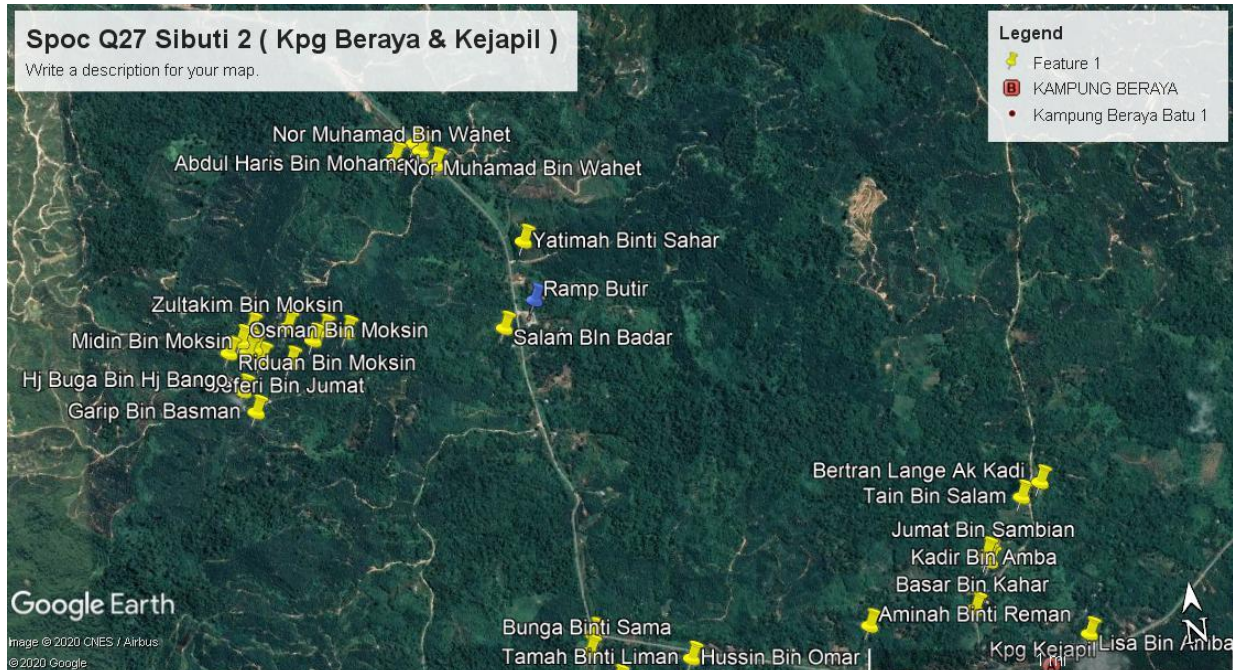 Spoc Q27 Sibuti 2 ( Kpg Beraya & Kejapil )
Write a description for your map.
Legend
Feature 1
KAMPUNG BERAYA
Kampung Beraya Batu 1
Nor Muhamad Bin Wahet
Abdul Haris Bin Mohama
Nor Muhamad Bin Wahet
Yatimah Binti Sahar
Ramp Butir
Zultakim Bin Moksin
Osman Bin Moksin
Midin Bin Moksin
Salam BIn Badar
Riduan Bin Moksin
Hj Buga Bin Hj Bango
Jeferi Bin Jumat
Garip Bin Basman
Bertran Lange Ak Kadi
Tain Bin Salam
Jumat Bin Sambian
Kadir Bin Amba
Basar Bin Kahar
Aminah Binti Reman
Bunga Binti Sama
Tamah Binti Liman
Hussin Bin Omar
Kpg Kejapil
Lisa Bin Amba
1 mi
N
Google Earth
Image © 2020 CNES / Airbus
© 2020 Google